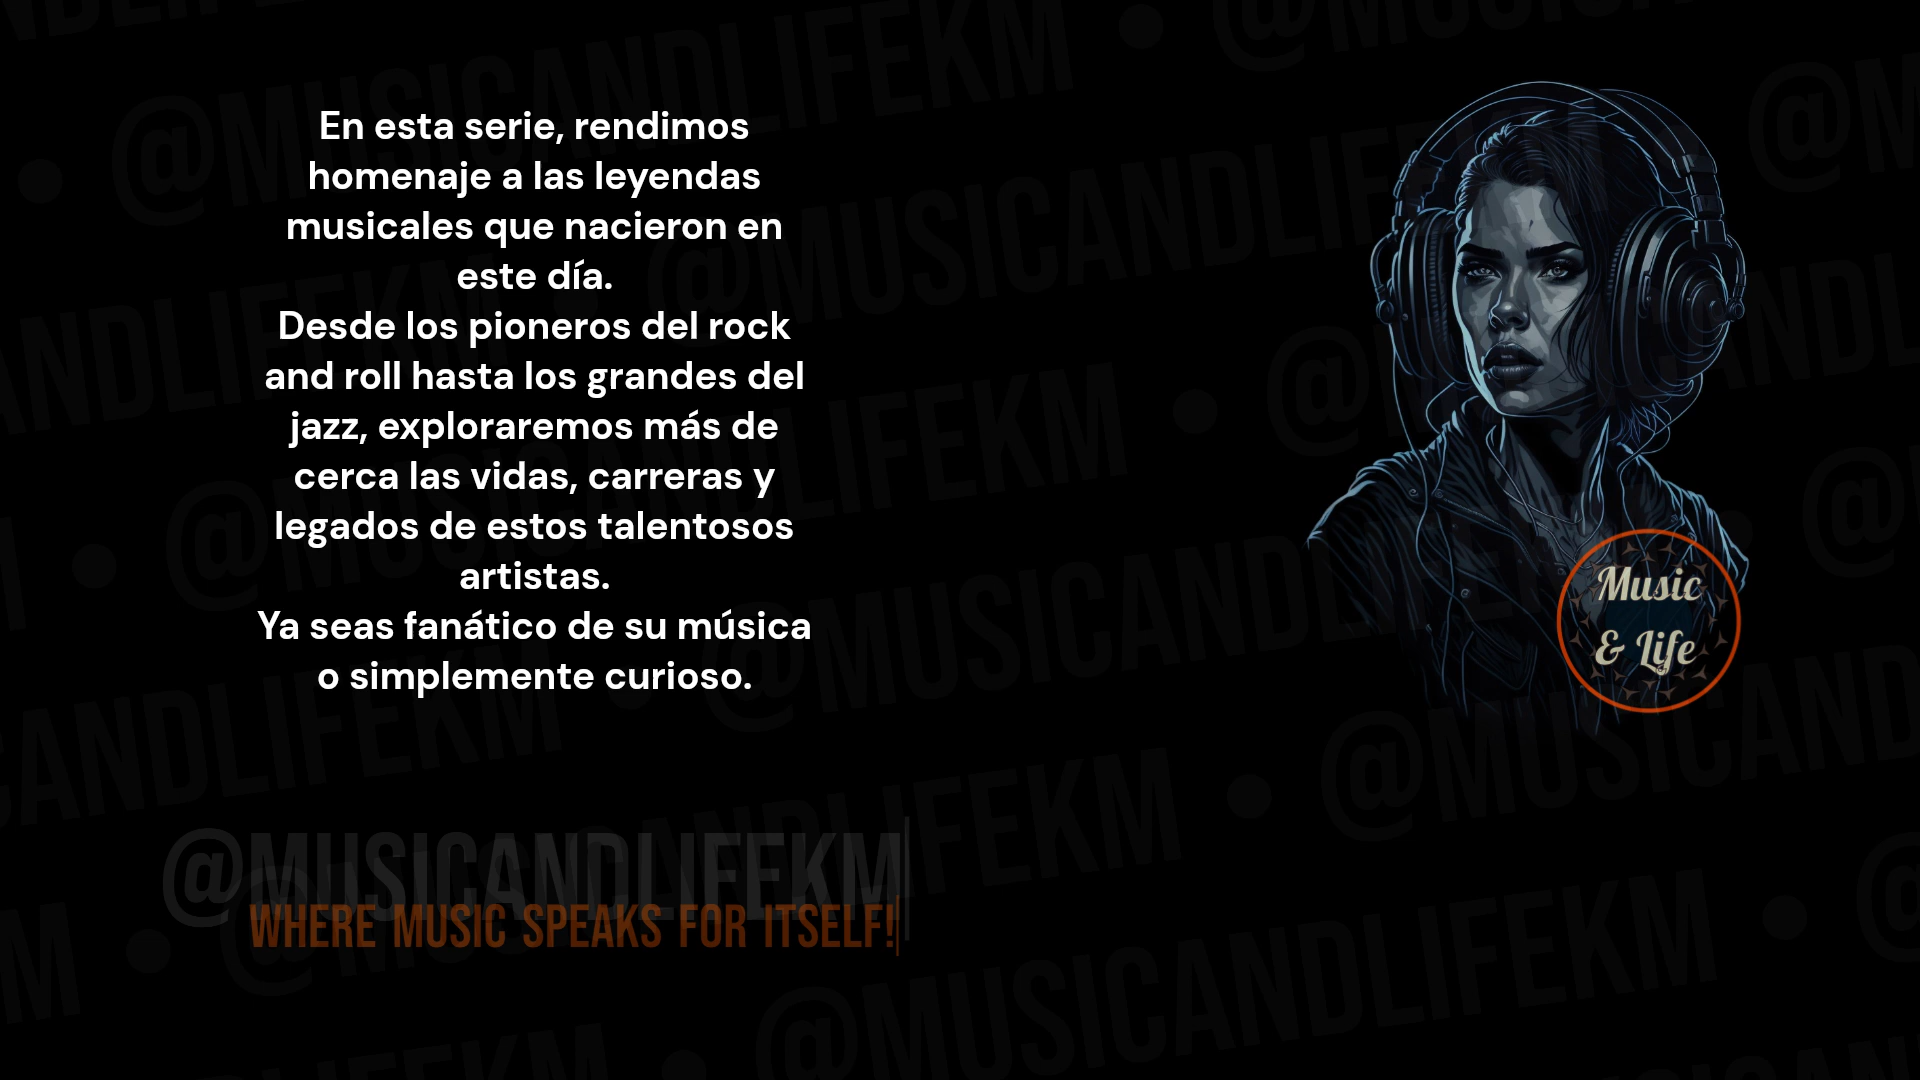 En esta serie, rendimos
homenaje a las leyendas
musicales que nacieron en
este día.
Desde los pioneros del rock
and roll hasta los grandes del
jazz, exploraremos más de
cerca las vidas, carreras y
legados de estos talentosos
artistas.
Ya seas fanático de su música
o simplemente curioso.
Music
& Life
@MUSICANDLIFEKM
WHERE MUSIC SPEAKS FOR ITSELF!